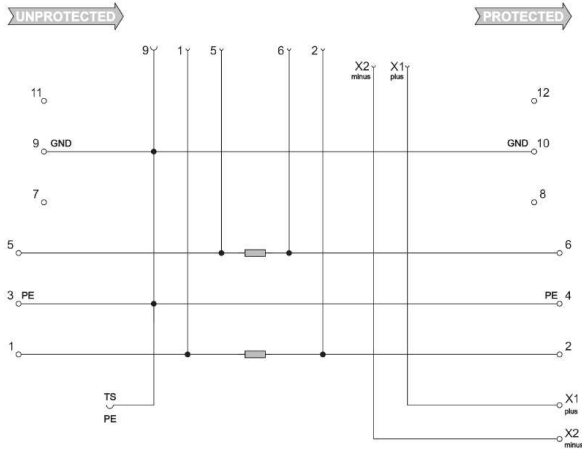 UNPROTECTED
PROTECTED
9 1 5 6 2
X2 X1
minus plus
11 12
9 GND GND 10
7 8
5 6
3 PE PE 4
1 2
TS
PE
X1
plus
X2
minus